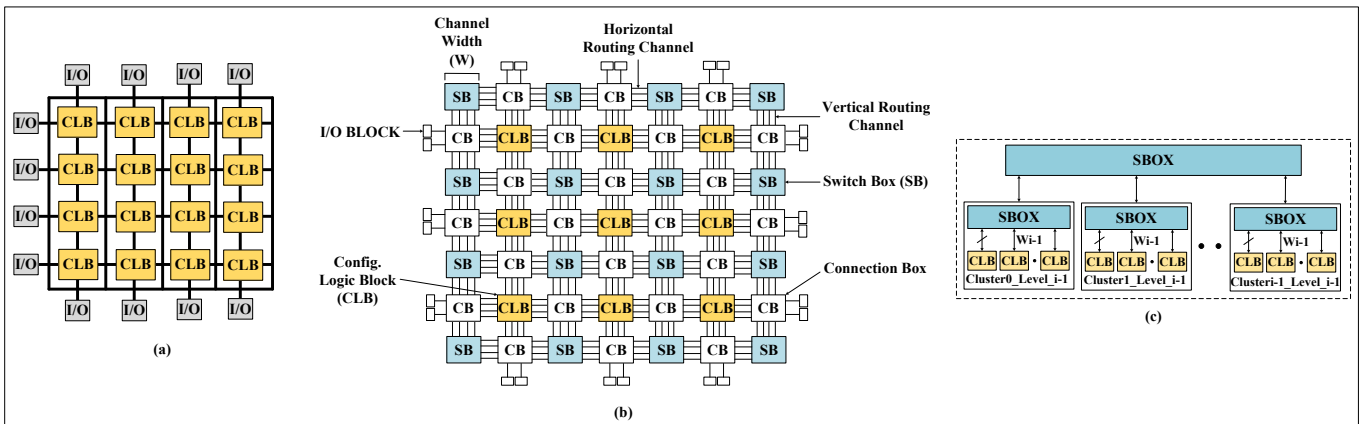 I/O I/O I/O I/O
I/O CLB CLB CLB CLB
I/O CLB CLB CLB CLB
I/O CLB CLB CLB CLB
I/O CLB CLB CLB CLB
I/O I/O I/O I/O
(a)
Channel
Width
(W)
Horizontal
Routing Channel
SB CB SB CB SB CB SB
Vertical Routing
Channel
I/O BLOCK
CB CLB CB CLB CB CLB CB
SB CB SB CB SB CB SB
Switch Box (SB)
CB CLB CB CLB CB CLB CB
SB CB SB CB SB CB SB
Config.
Logic Block
(CLB)
Connection Box
CB CLB CB CLB CB CLB CB
SB CB SB CB SB CB SB
(b)
SBOX
SBOX SBOX SBOX
Wi-1 Wi-1 Wi-1
CLB CLB CLB CLB CLB CLB CLB CLB CLB
Cluster0_Level_i-1 Cluster1_Level_i-1 Clusteri-1_Level_i-1
(c)